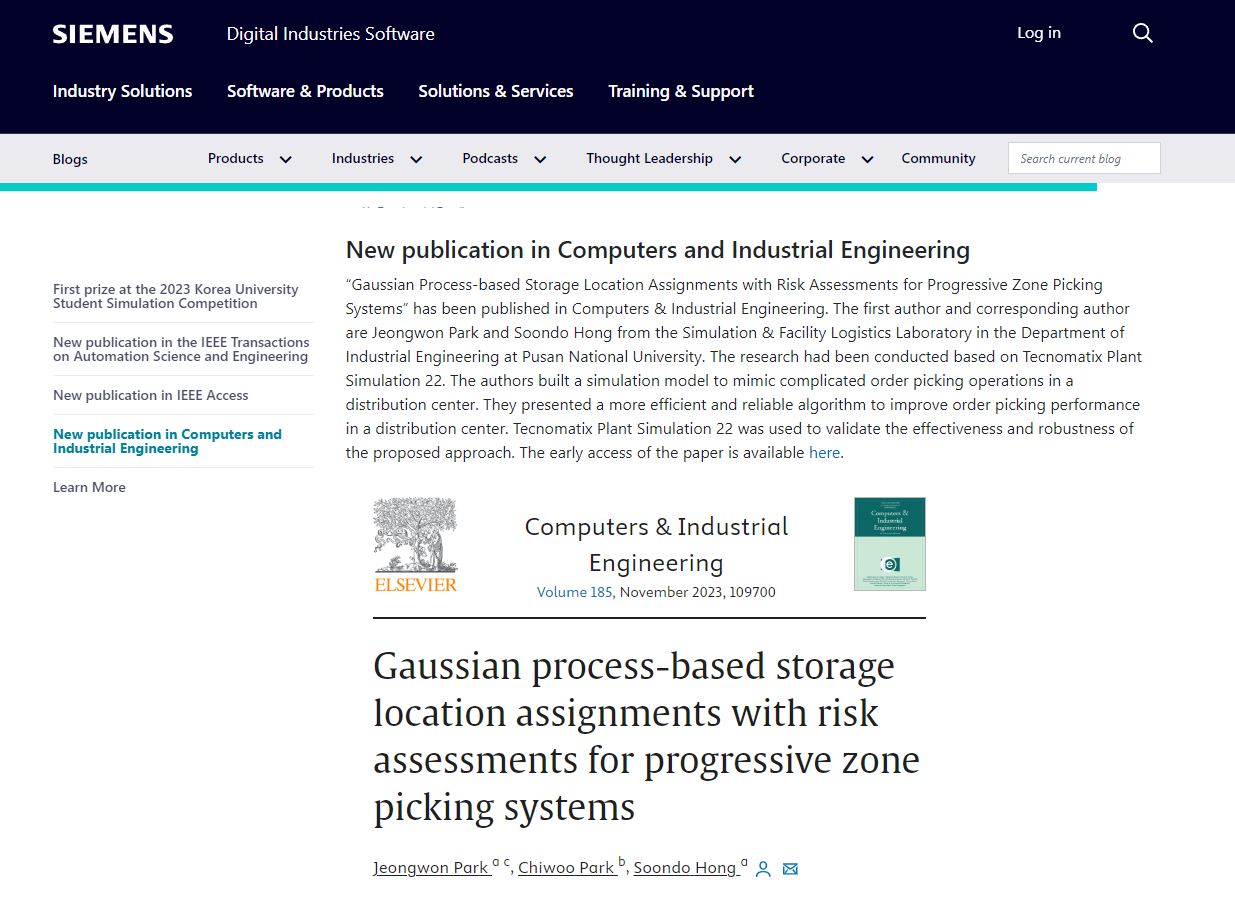 SIEMENS Digital Industries Software Log in
Industry Solutions Software & Products Solutions & Services Training & Support
Blogs Products Industries Podcasts Thought Leadership Corporate Community Search current blog
First prize at the 2023 Korea University
Student Simulation Competition
New publication in the IEEE Transactions
on Automation Science and Engineering
New publication in IEEE Access
New publication in Computers and
Industrial Engineering
Learn More
New publication in Computers and Industrial Engineering
“Gaussian Process-based Storage Location Assignments with Risk Assessments for Progressive Zone Picking
Systems” has been published in Computers & Industrial Engineering. The first author and corresponding author
are Jeongwon Park and Soondo Hong from the Simulation & Facility Logistics Laboratory in the Department of
Industrial Engineering at Pusan National University. The research had been conducted based on Tecnomatix Plant
Simulation 22. The authors built a simulation model to mimic complicated order picking operations in a
distribution center. They presented a more efficient and reliable algorithm to improve order picking performance
in a distribution center. Tecnomatix Plant Simulation 22 was used to validate the effectiveness and robustness of
the proposed approach. The early access of the paper is available here.
ELSEVIER
Computers & Industrial
Engineering
Volume 185, November 2023, 109700
Computers &
Industrial
Engineering
Gaussian process-based storage
location assignments with risk
assessments for progressive zone
picking systems
Jeongwon Park a c, Chiwoo Park b, Soondo Hong a